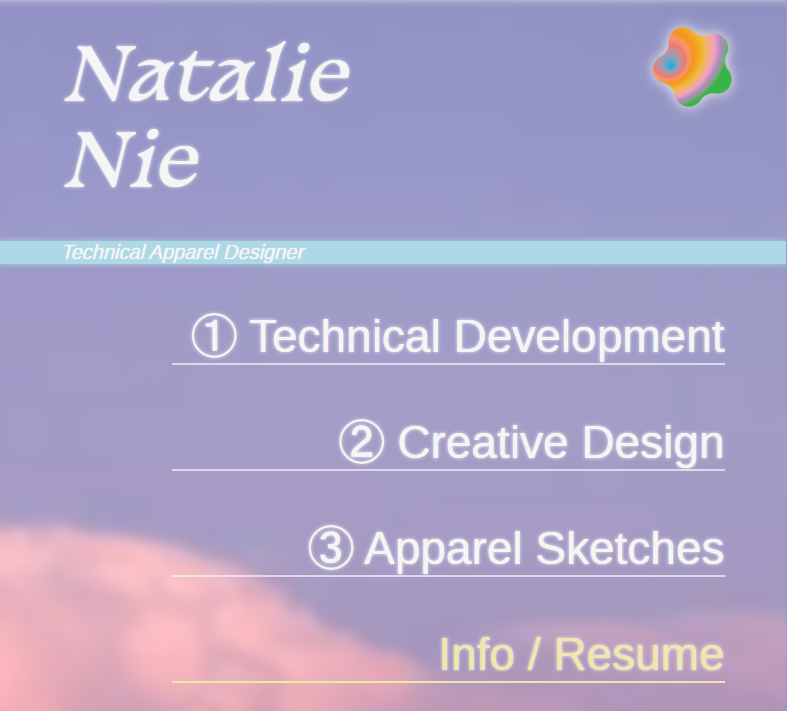 Natalie
Nie
Technical Apparel Designer
① Technical Development
② Creative Design
③ Apparel Sketches
Info / Resume